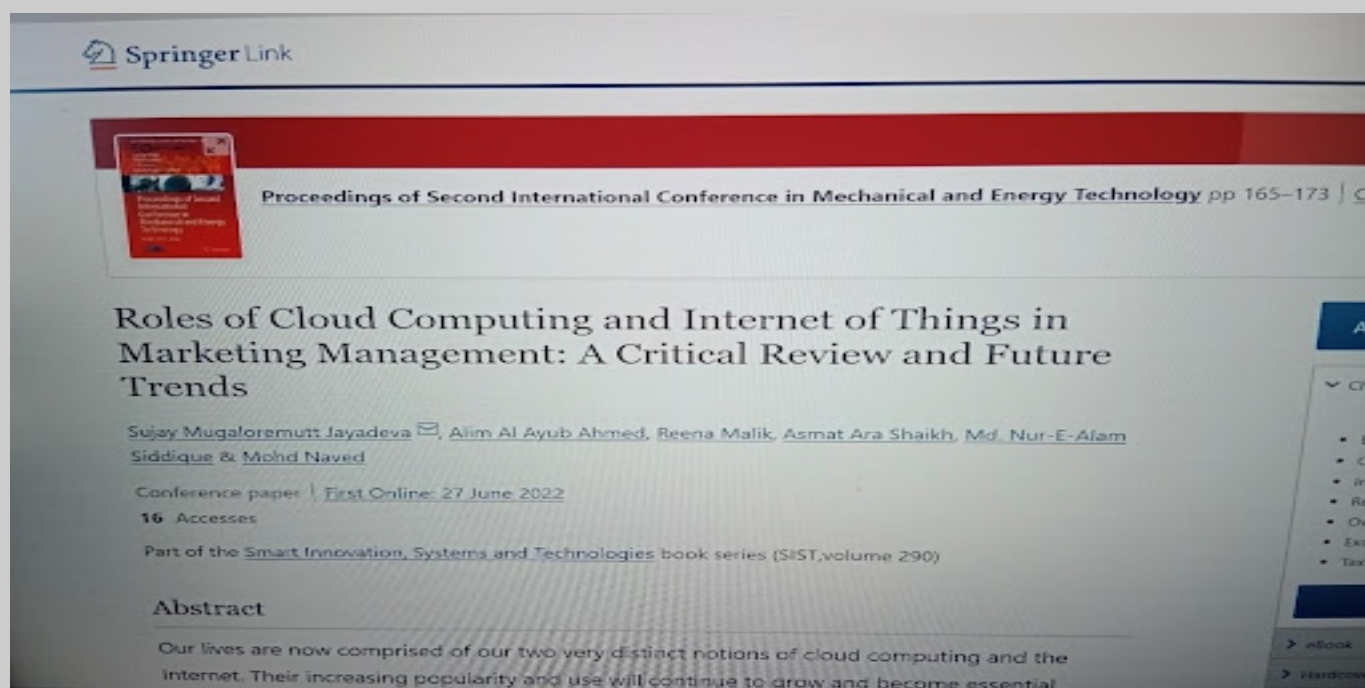 Springer Link
Proceedings of Second International Conference in Mechanical and Energy Technology pp 165–173 |
Roles of Cloud Computing and Internet of Things in
Marketing Management: A Critical Review and Future
Trends
Sujay Mugaloremutt Jayadeva, Alim Al Ayub Ahmed, Reena Malik, Asmat Ara Shaikh, Md. Nur-E-Alam
Siddique & Mohd Naved
Conference paper | First Online: 27 June 2022
16 Accesses
Part of the Smart Innovation, Systems and Technologies book series (SIST,volume 290)
Abstract
Our lives are now comprised of our two very distinct notions of cloud computing and the
internet. Their increasing popularity and use will continue to grow and become essential
eBook